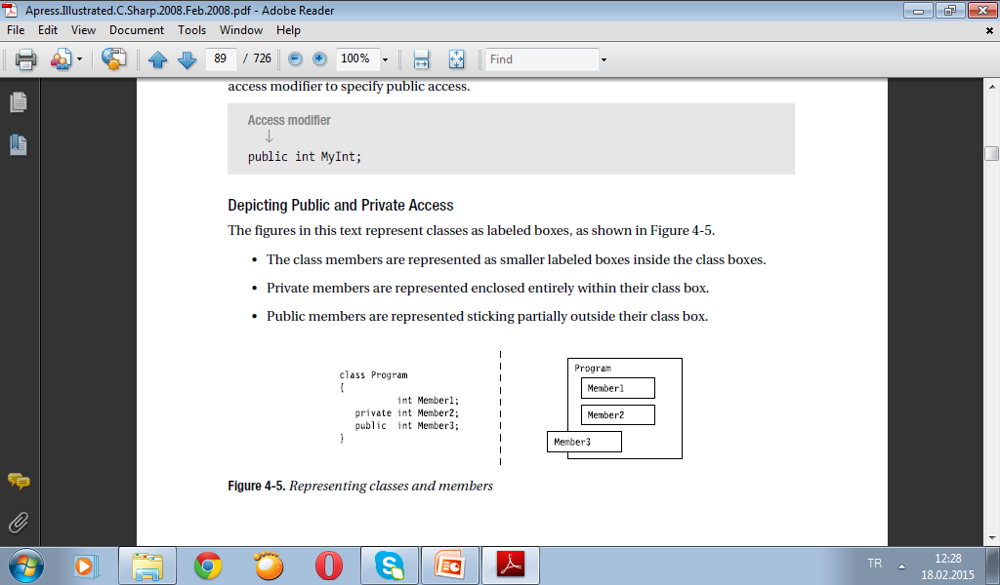 Apress.Illustrated.C.Sharp.2008.Feb.2008.pdf - Adobe Reader
File Edit View Document Tools Window Help
89 / 726 100% Find
access modifier to specify public access.
Access modifier
public int MyInt;
Depicting Public and Private Access
The figures in this text represent classes as labeled boxes, as shown in Figure 4-5.
• The class members are represented as smaller labeled boxes inside the class boxes.
• Private members are represented enclosed entirely within their class box.
• Public members are represented sticking partially outside their class box.
class Program
{
int Member1;
private int Member2;
public int Member3;
}
Program
Member1
Member2
Member3
Figure 4-5. Representing classes and members
TR
12:28
18.02.2015